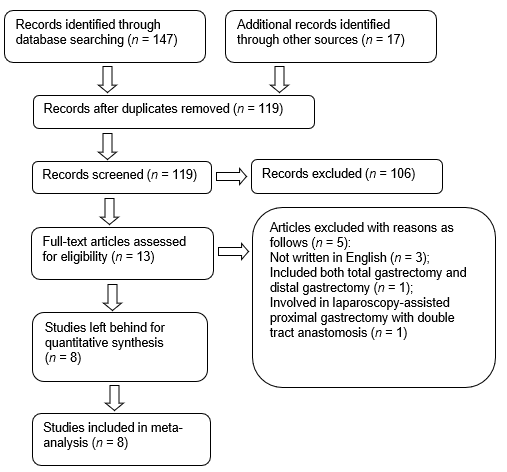 Records identified through
database searching (n = 147)
Additional records identified
through other sources (n = 17)
Records after duplicates removed (n = 119)
Records screened (n = 119)
Records excluded (n = 106)
Full-text articles assessed
for eligibility (n = 13)
Articles excluded with reasons as
follows (n = 5):
Not written in English (n = 3);
Included both total gastrectomy and
distal gastrectomy (n = 1);
Involved in laparoscopy-assisted
proximal gastrectomy with double
tract anastomosis (n = 1)
Studies left behind for
quantitative synthesis
(n = 8)
Studies included in meta-
analysis (n = 8)